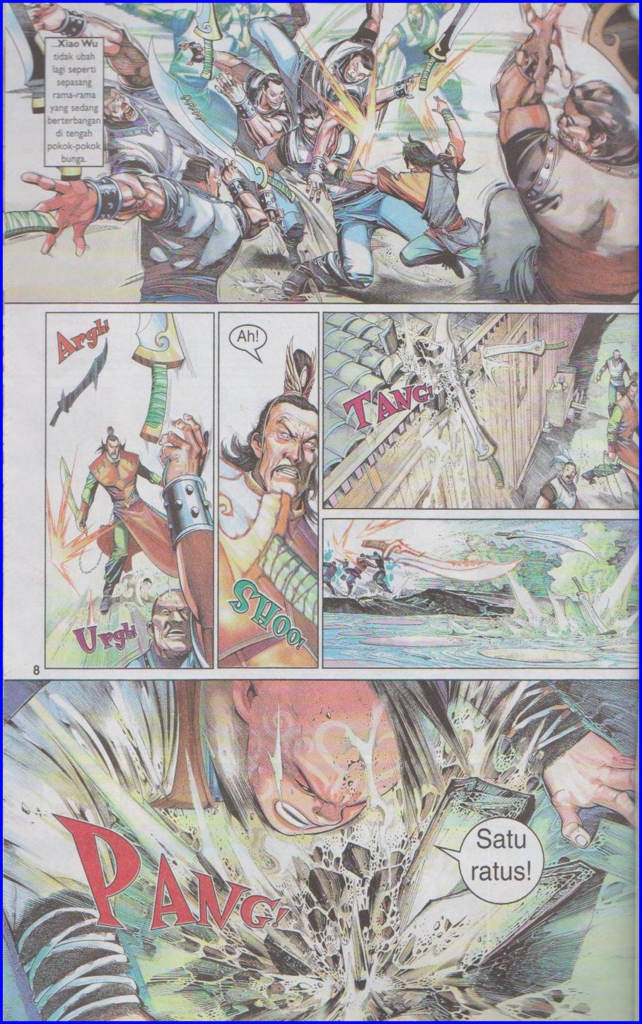 ...Xiao Wu
tidak ubah
lagi seperti
sepasang
rama-rama
yang sedang
berterbangan
di tengah
pokok-pokok
bunga.
Argh!
Urgh!
Ah!
SHOO!
TANG!
8
PANG!
Satu
ratus!